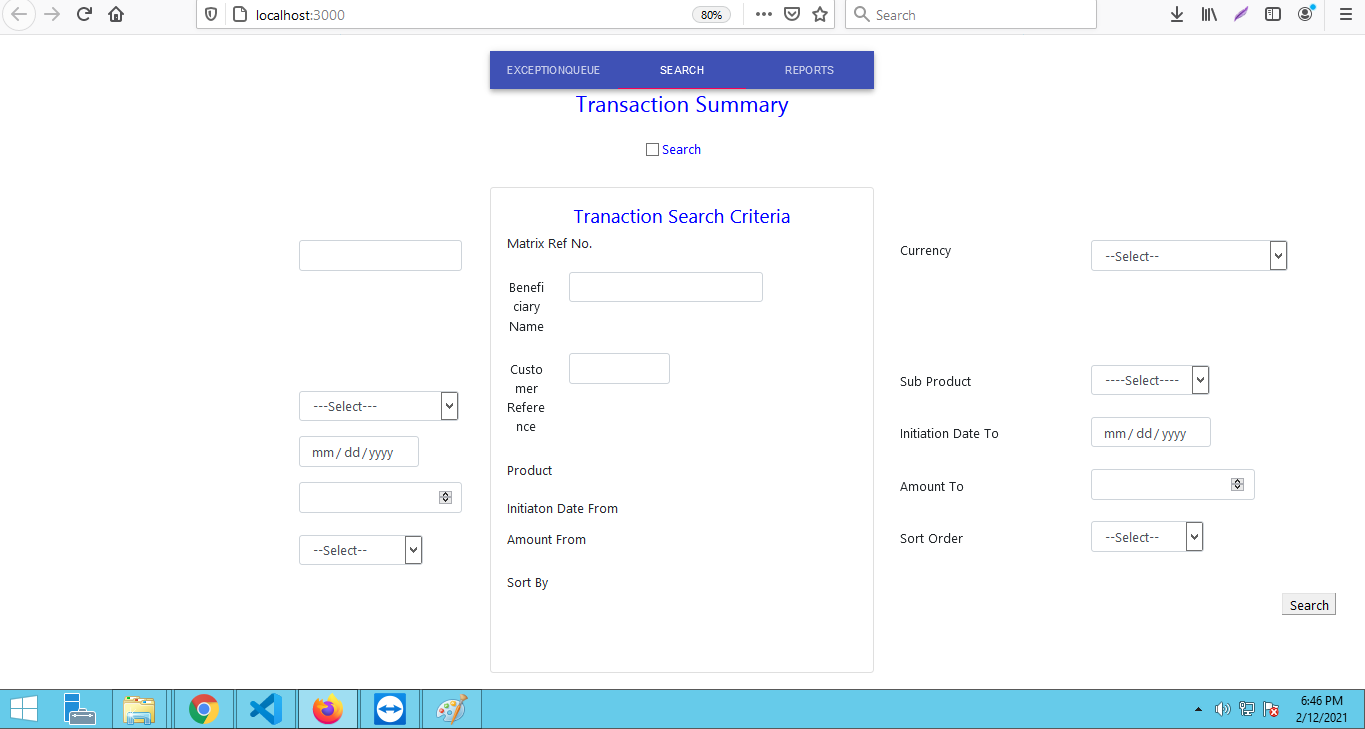 localhost:3000
80%
Search
EXCEPTIONQUEUE SEARCH REPORTS
Transaction Summary
Search
Tranaction Search Criteria
Matrix Ref No.
Currency --Select--
Benefi
ciary
Name
Custo
mer
Refere
nce
Sub Product ----Select----
---Select---
Initiation Date To mm / dd / yyyy
mm / dd / yyyy
Product
Amount To
Initiaton Date From
Amount From
Sort Order --Select--
--Select--
Sort By
Search
6:46 PM
2/12/2021